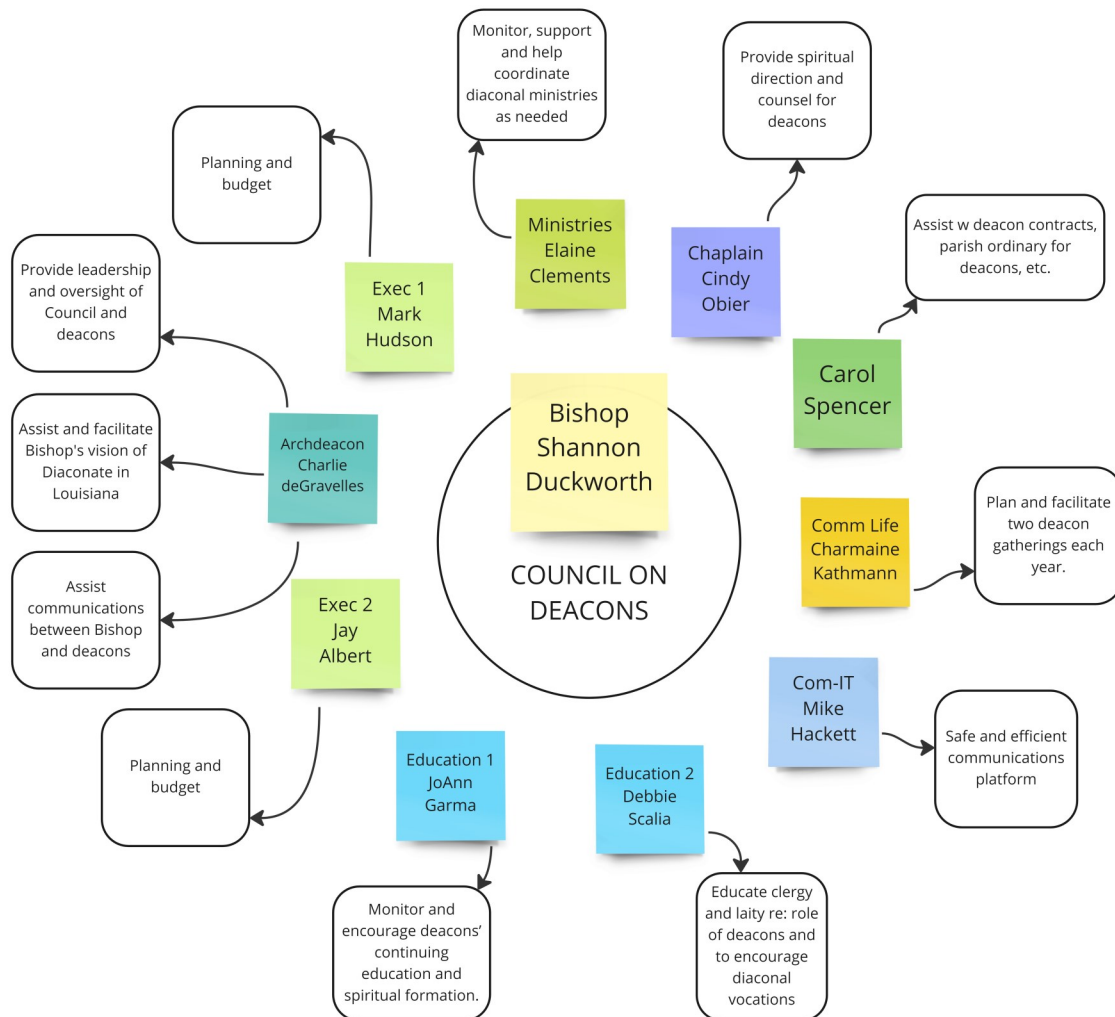 Monitor, support
and help
coordinate
diaconal ministries
as needed
Provide spiritual
direction and
counsel for
deacons
Planning and
budget
Ministries
Elaine
Clements
Chaplain
Cindy
Obier
Assist w deacon contracts,
parish ordinary for
deacons, etc.
Provide leadership
and oversight of
Council and
deacons
Exec 1
Mark
Hudson
Carol
Spencer
Bishop
Shannon
Duckworth
Assist and facilitate
Bishop's vision of
Diaconate in
Louisiana
Archdeacon
Charlie
deGravelles
COUNCIL ON
DEACONS
Comm Life
Charmaine
Kathmann
Plan and facilitate
two deacon
gatherings each
year.
Assist
communications
between Bishop
and deacons
Exec 2
Jay
Albert
Com-IT
Mike
Hackett
Safe and efficient
communications
platform
Planning and
budget
Education 1
JoAnn
Garma
Education 2
Debbie
Scalia
Monitor and
encourage deacons’
continuing
education and
spiritual formation.
Educate clergy
and laity re: role
of deacons and
to encourage
diaconal
vocations